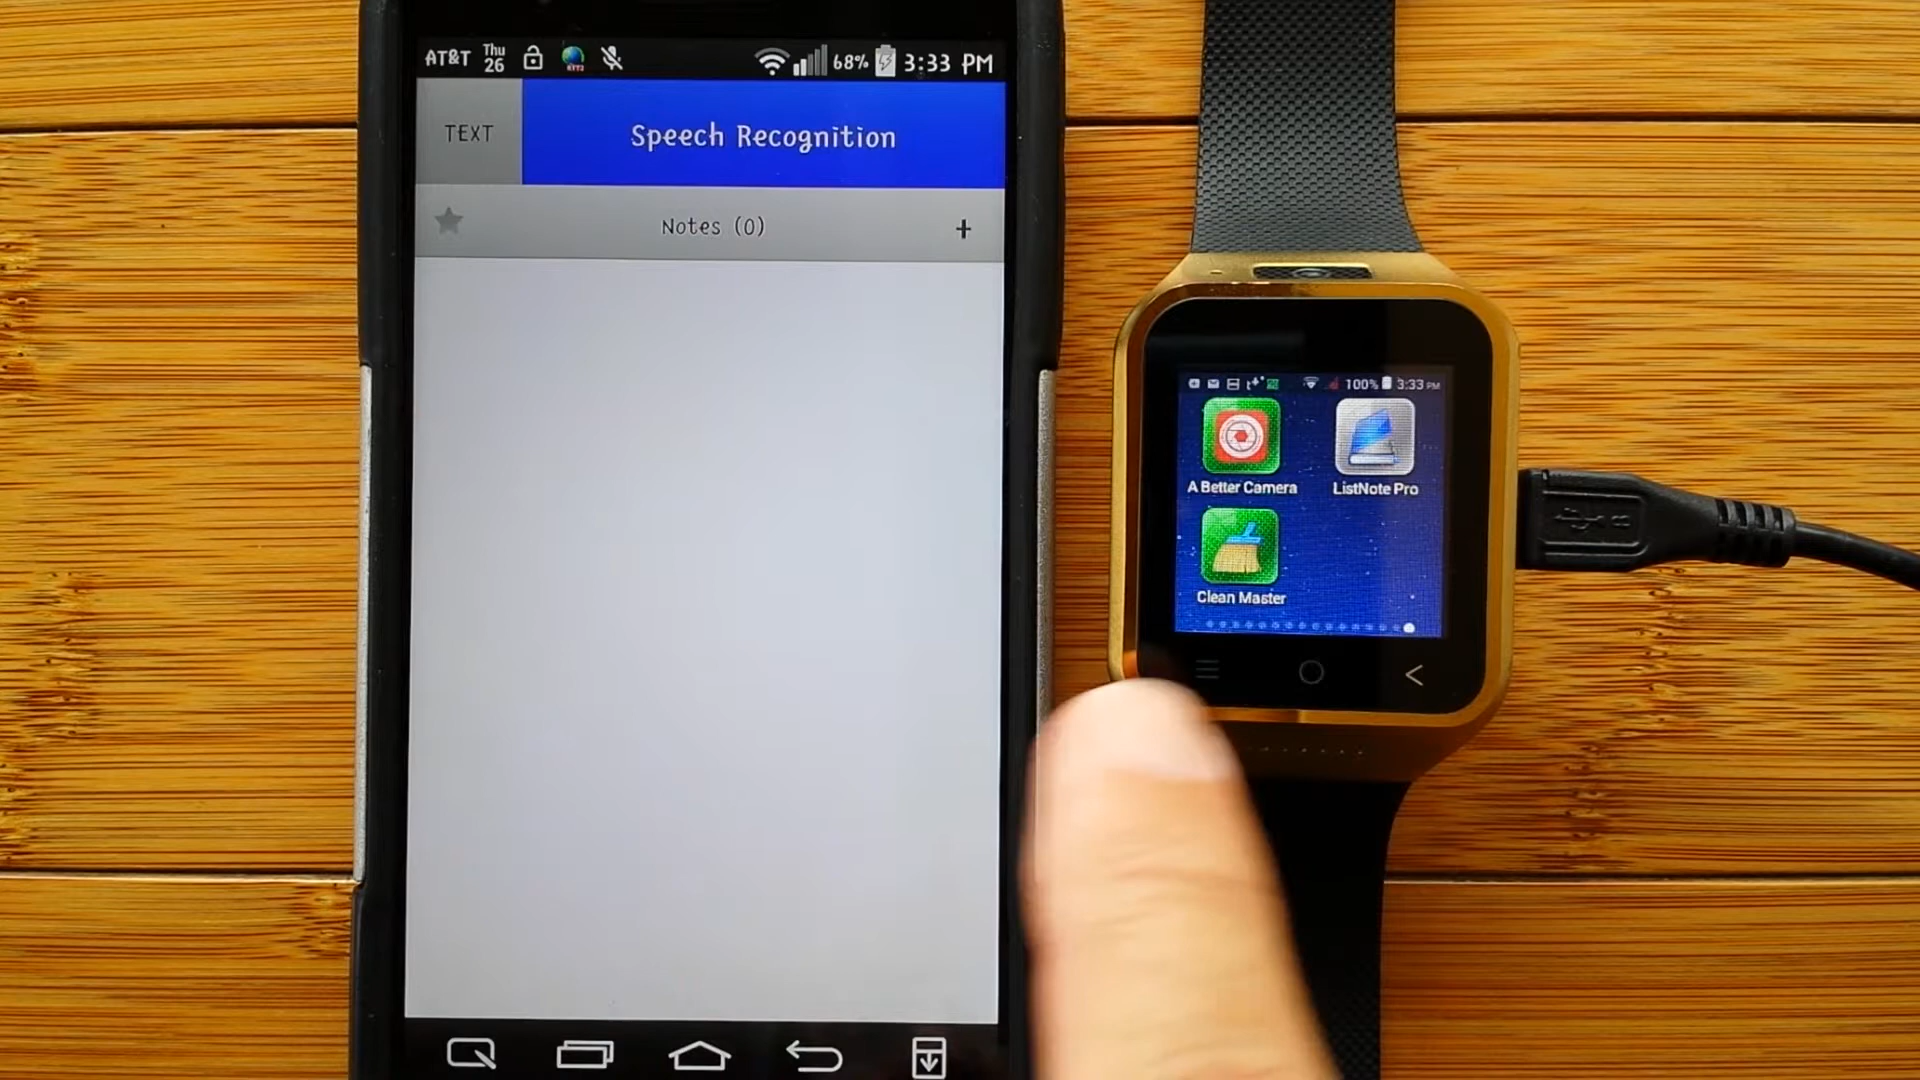 AT&T Thu 26 68% 3:33 PM
TEXT
Speech Recognition
Notes (0)
+
100% 3:33 PM
A Better Camera
ListNote Pro
Clean Master